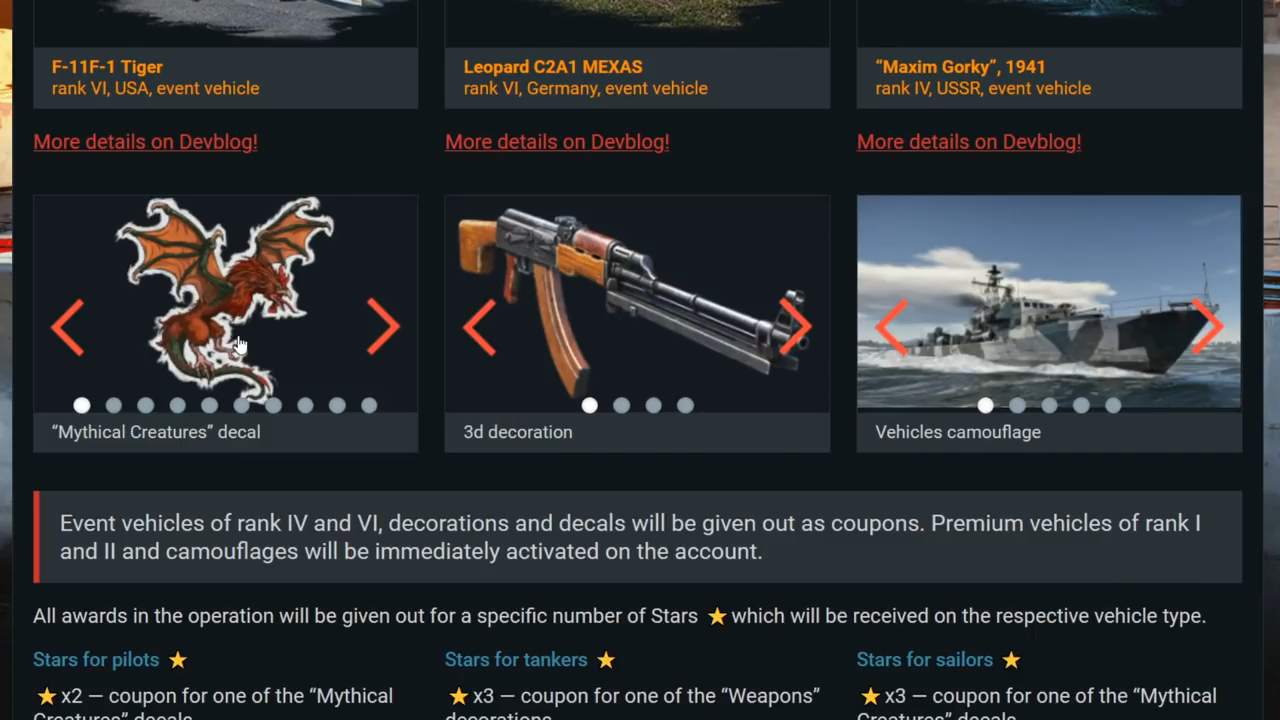 F-11F-1 Tiger
rank VI, USA, event vehicle
Leopard C2A1 MEXAS
rank VI, Germany, event vehicle
“Maxim Gorky”, 1941
rank IV, USSR, event vehicle
More details on Devblog!
More details on Devblog!
More details on Devblog!
“Mythical Creatures” decal
3d decoration
Vehicles camouflage
Event vehicles of rank IV and VI, decorations and decals will be given out as coupons. Premium vehicles of rank I
and II and camouflages will be immediately activated on the account.
All awards in the operation will be given out for a specific number of Stars ⭐ which will be received on the respective vehicle type.
Stars for pilots ⭐
⭐ x2 — coupon for one of the “Mythical
Creatures” decals
Stars for tankers ⭐
⭐ x3 — coupon for one of the “Weapons”
decorations
Stars for sailors ⭐
⭐ x3 — coupon for one of the “Mythical
Creatures” decals